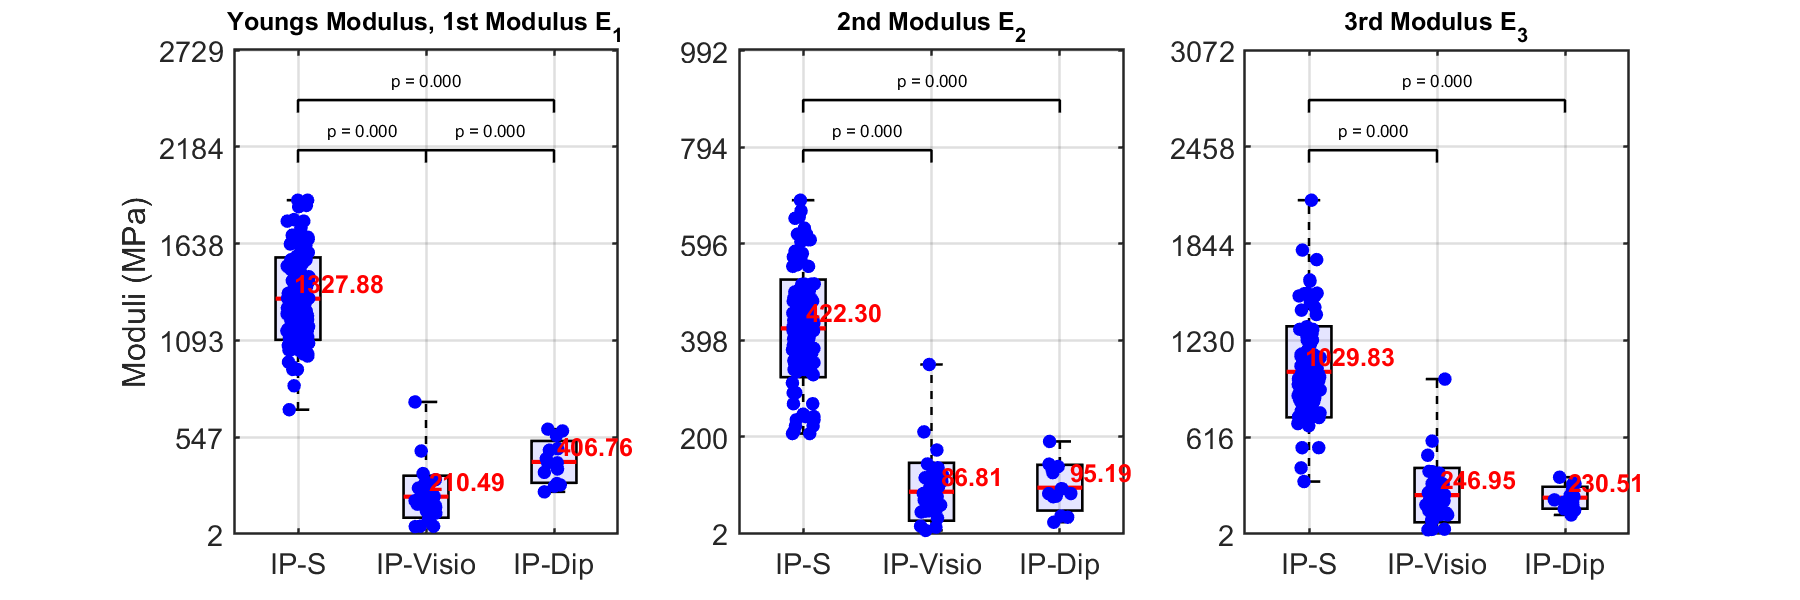 Youngs Modulus, 1st Modulus E1
2nd Modulus E2
3rd Modulus E3
Moduli (MPa)
2729
2184
1638
1093
547
2
p = 0.000
p = 0.000
p = 0.000
1327.88
210.49
406.76
IP-S
IP-Visio
IP-Dip
992
794
596
398
200
2
p = 0.000
p = 0.000
422.30
86.81
95.19
IP-S
IP-Visio
IP-Dip
3072
2458
1844
1230
616
2
p = 0.000
p = 0.000
1029.83
246.95
230.51
IP-S
IP-Visio
IP-Dip